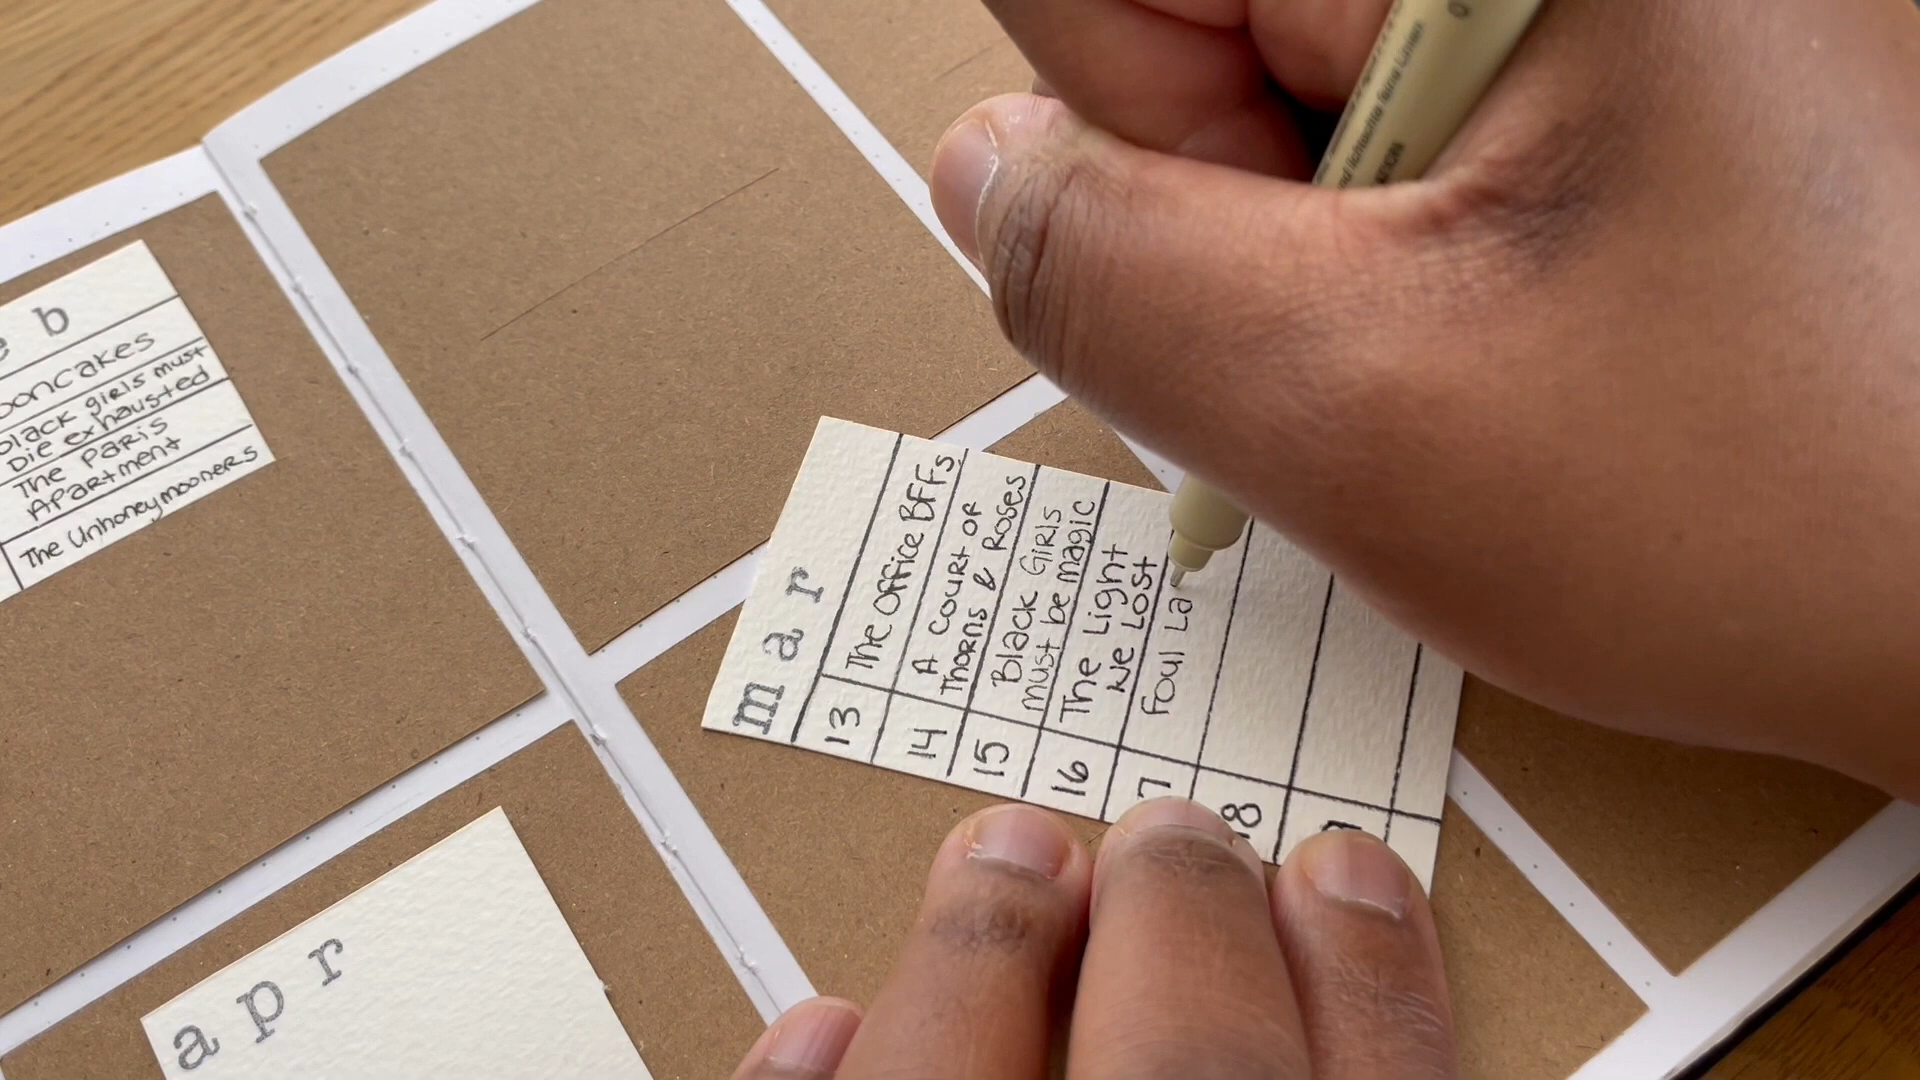 e b
ooncakes
Black girls must
Die exhausted
The Paris
Apartment
The Unhoneymooners
mar
13 The Office BFFs
14 A Court of
Thorns & Roses
15 Black Girls
must be magic
16 The Light
We Lost
7 Foul La
18
apr